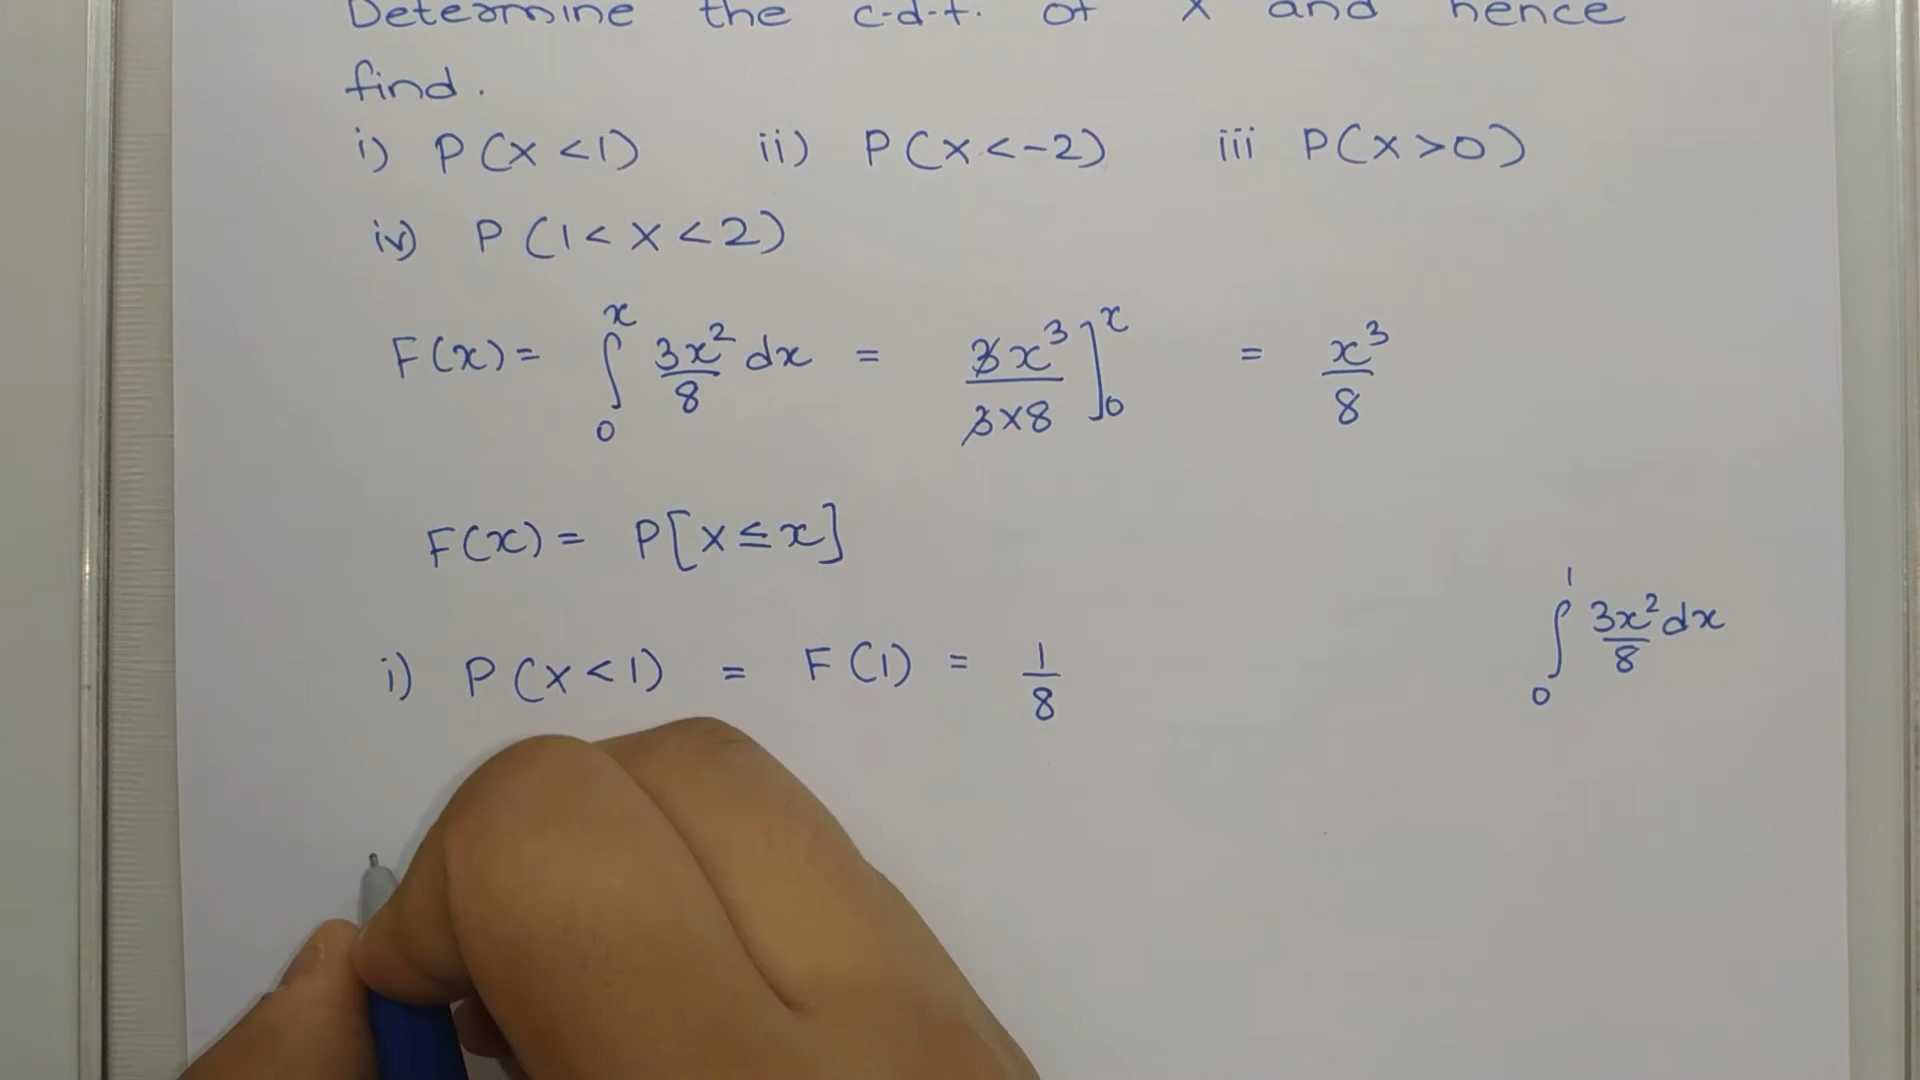 Determine the c.d.f. of X and hence
find.
i) P(X<1) ii) P(X<-2) iii P(X>0)
iv) P(1<X<2)
F(x) = ∫₀ˣ 3x²/8 dx = 3x³/3×8]₀ˣ = x³/8
F(x) = P[X≤x]
∫₀¹ 3x²/8 dx
i) P(X<1) = F(1) = 1/8